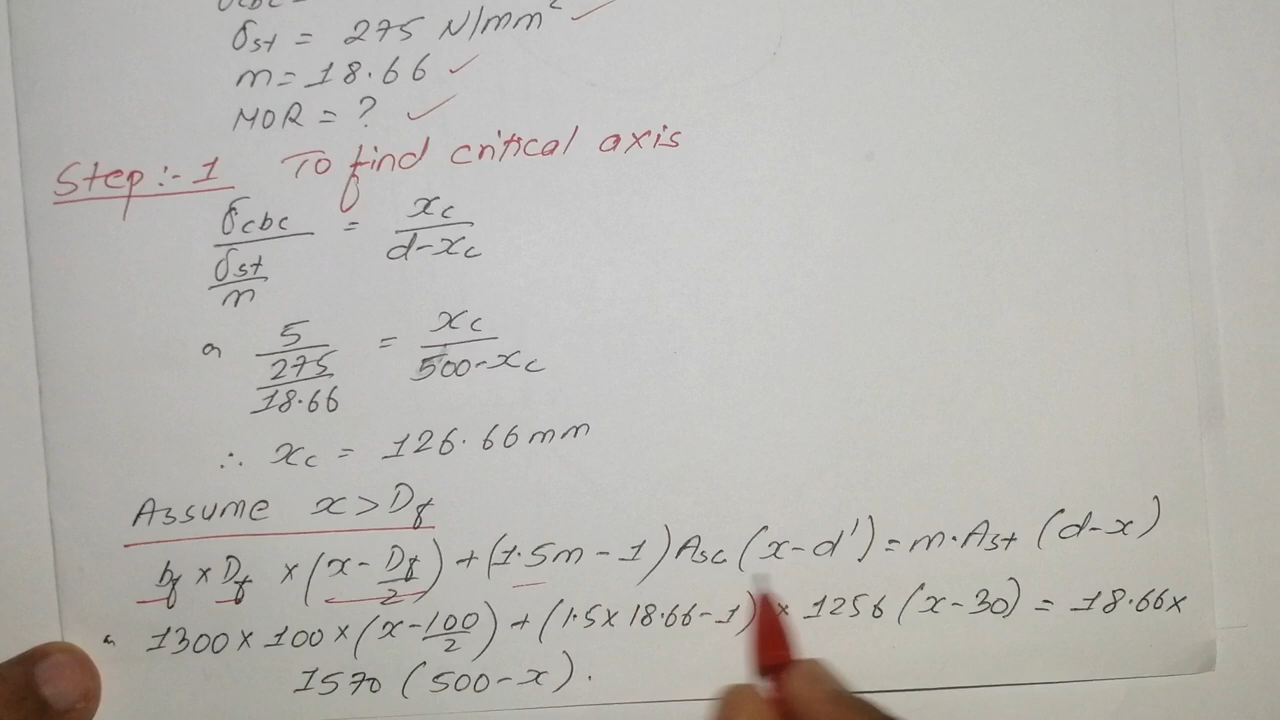 σst = 275 N/mm²
m = 18.66
MOR = ?
Step:- 1 To find critical axis
σcbc / (σst / m) = xc / (d-xc)
a 5 / (275 / 18.66) = xc / (500-xc)
∴ xc = 126.66 mm
Assume x > Df
bf × Df × (x - Df/2) + (1.5m - 1) Asc (x - d') = m·Ast (d-x)
1300 × 100 × (x - 100/2) + (1.5 × 18.66 - 1) × 1256 (x - 30) = 18.66 ×
1570 (500 - x).